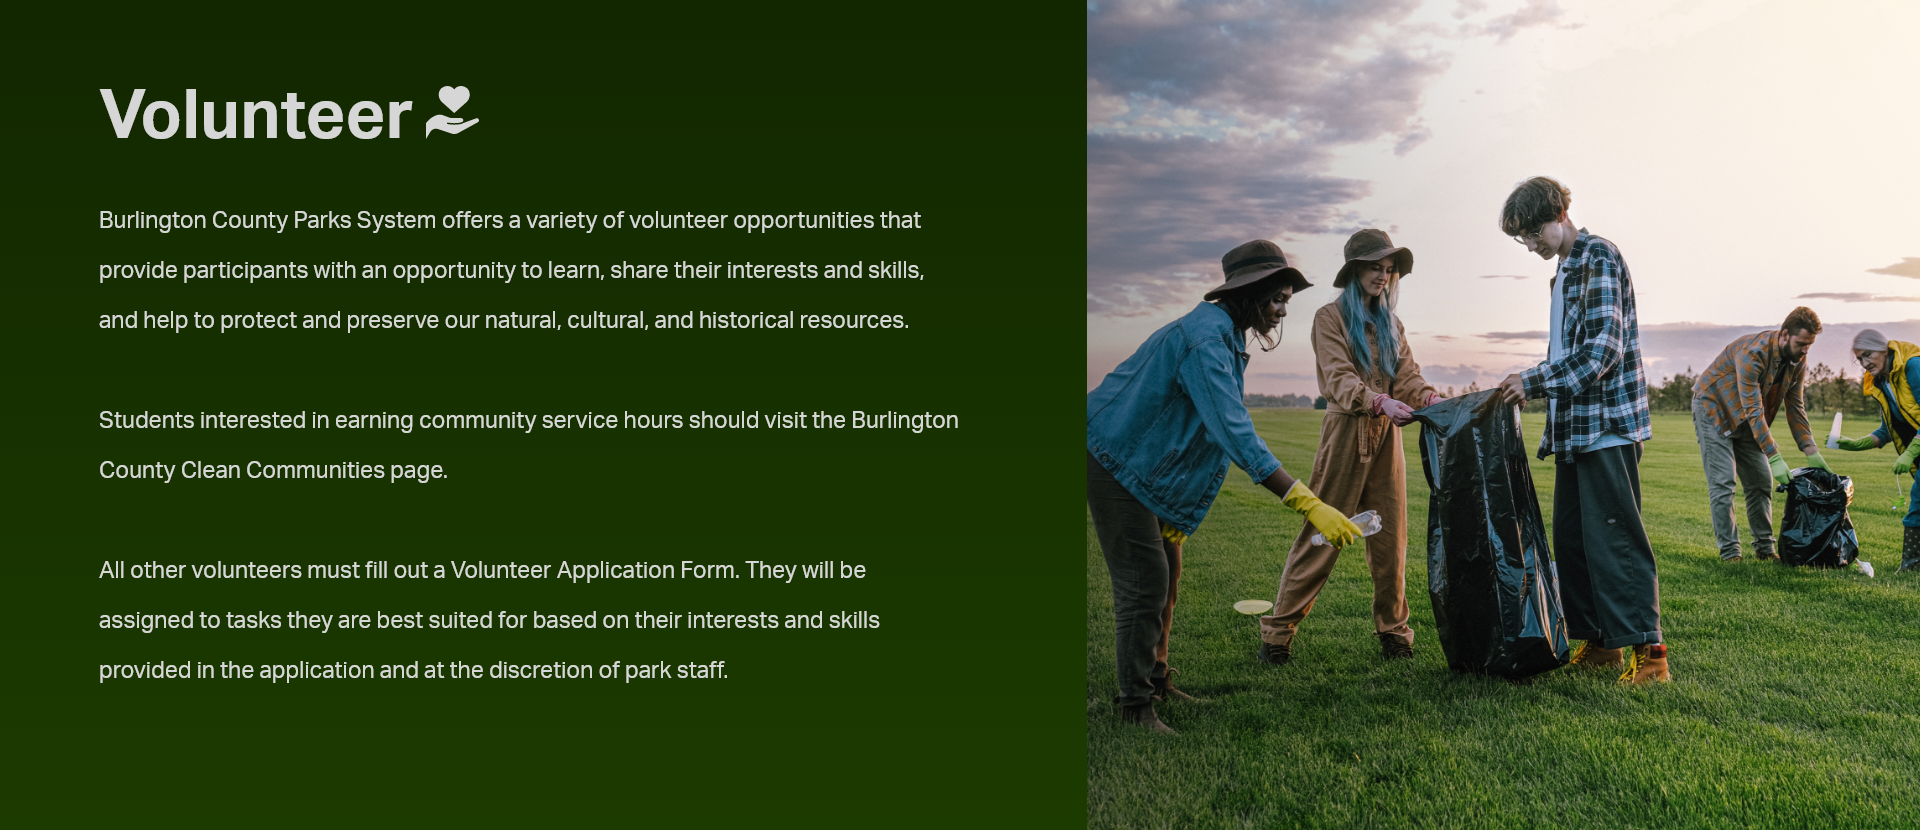 Volunteer
Burlington County Parks System offers a variety of volunteer opportunities that
provide participants with an opportunity to learn, share their interests and skills,
and help to protect and preserve our natural, cultural, and historical resources.
Students interested in earning community service hours should visit the Burlington
County Clean Communities page.
All other volunteers must fill out a Volunteer Application Form. They will be
assigned to tasks they are best suited for based on their interests and skills
provided in the application and at the discretion of park staff.